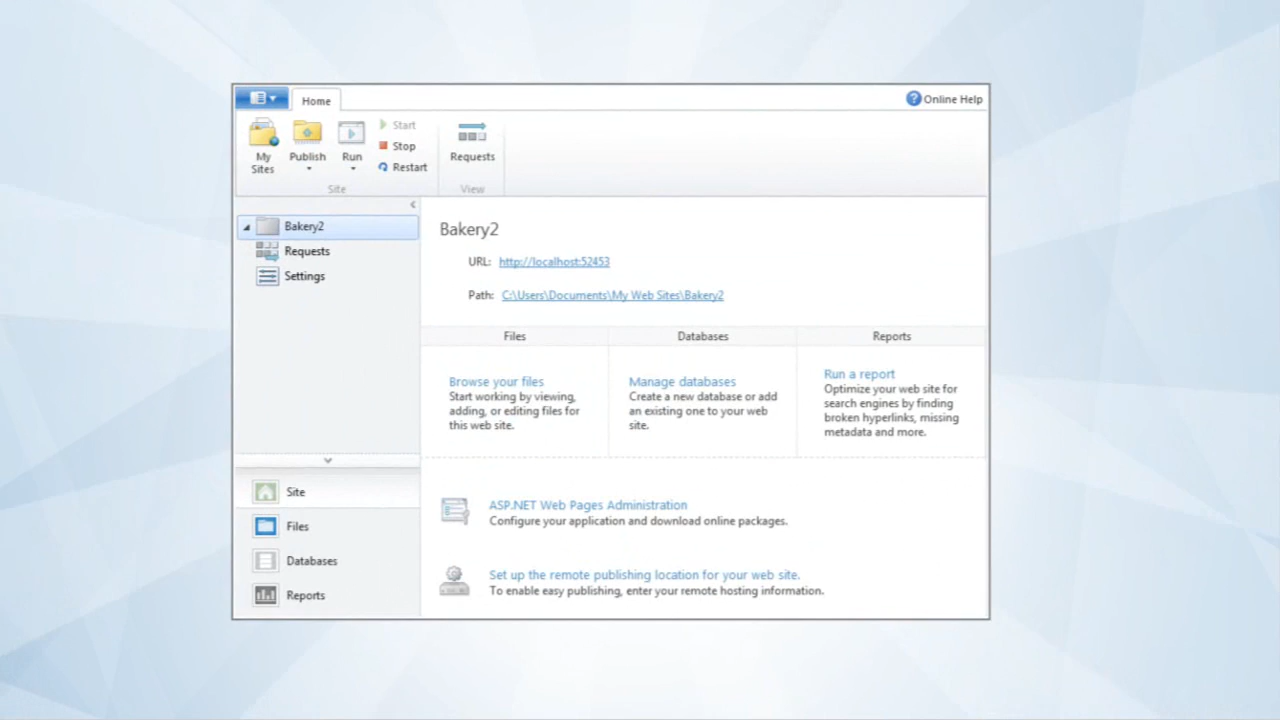 Home
Online Help
My Sites
Publish
Run
Start
Stop
Restart
Requests
Site
View
Bakery2
Requests
Settings
Site
Files
Databases
Reports
Bakery2
URL: http://localhost:52453
Path: C:\Users\Documents\My Web Sites\Bakery2
Files
Databases
Reports
Browse your files
Start working by viewing,
adding, or editing files for
this web site.
Manage databases
Create a new database or add
an existing one to your web
site.
Run a report
Optimize your web site for
search engines by finding
broken hyperlinks, missing
metadata and more.
ASP.NET Web Pages Administration
Configure your application and download online packages.
Set up the remote publishing location for your web site.
To enable easy publishing, enter your remote hosting information.